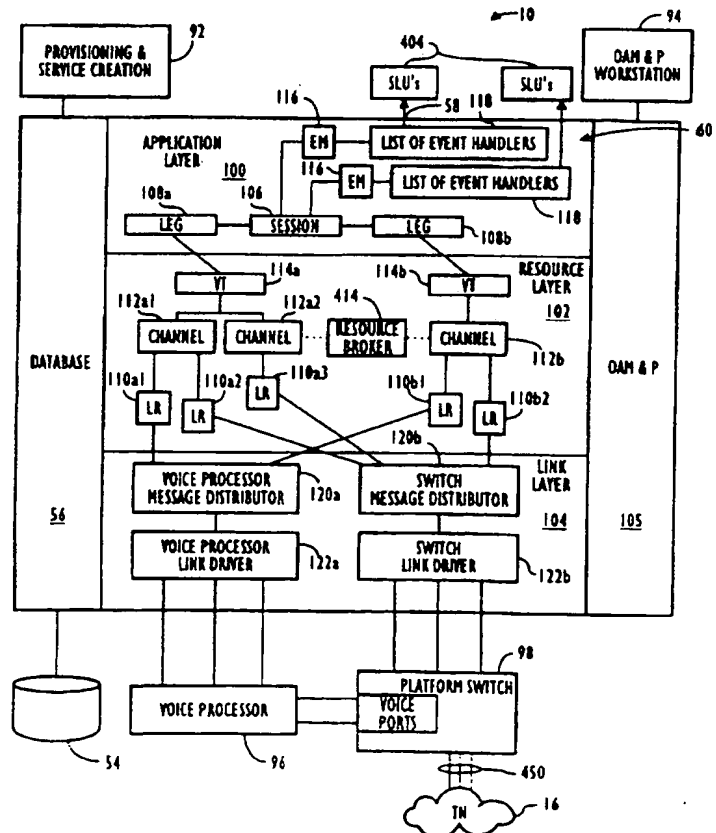 10
94
92
404
PROVISIONING &
SERVICE CREATION
SLU's
SLU's
OAM & P
WORKSTATION
116
58
118
60
EM
LIST OF EVENT HANDLERS
APPLICATION
LAYER
100
116
EM
LIST OF EVENT HANDLERS
108a
106
118
LEG
SESSION
LEG
108b
114a
114b
RESOURCE
LAYER
VT
VT
112a1
112a2
414
102
CHANNEL
CHANNEL
RESOURCE
BROKER
CHANNEL
112b
DATABASE
OAM & P
110a1
110a2
110a3
110b1
110b2
LR
LR
LR
LR
LR
120b
LINK
LAYER
VOICE PROCESSOR
MESSAGE DISTRIBUTOR
120a
SWITCH
MESSAGE DISTRIBUTOR
56
104
105
VOICE PROCESSOR
LINK DRIVER
122a
SWITCH
LINK DRIVER
122b
98
PLATFORM SWITCH
VOICE PROCESSOR
VOICE
PORTS
54
96
450
TN
16